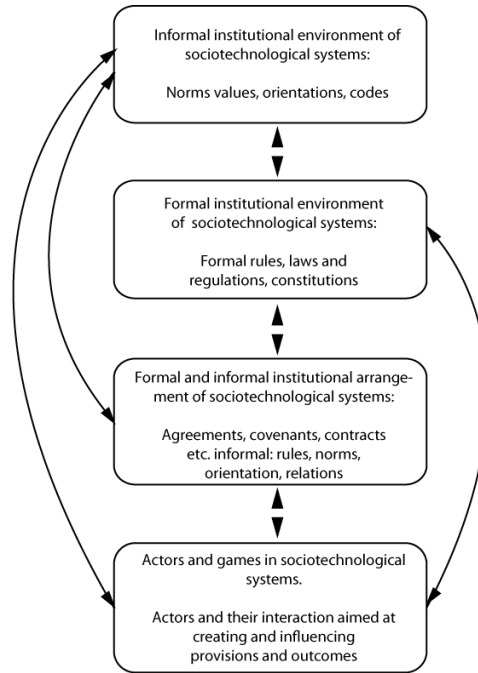 Informal institutional environment of
sociotechnological systems:
Norms values, orientations, codes
Formal institutional environment
of sociotechnological systems:
Formal rules, laws and
regulations, constitutions
Formal and informal institutional arrange-
ment of sociotechnological systems:
Agreements, covenants, contracts
etc. informal: rules, norms,
orientation, relations
Actors and games in sociotechnological
systems.
Actors and their interaction aimed at
creating and influencing
provisions and outcomes